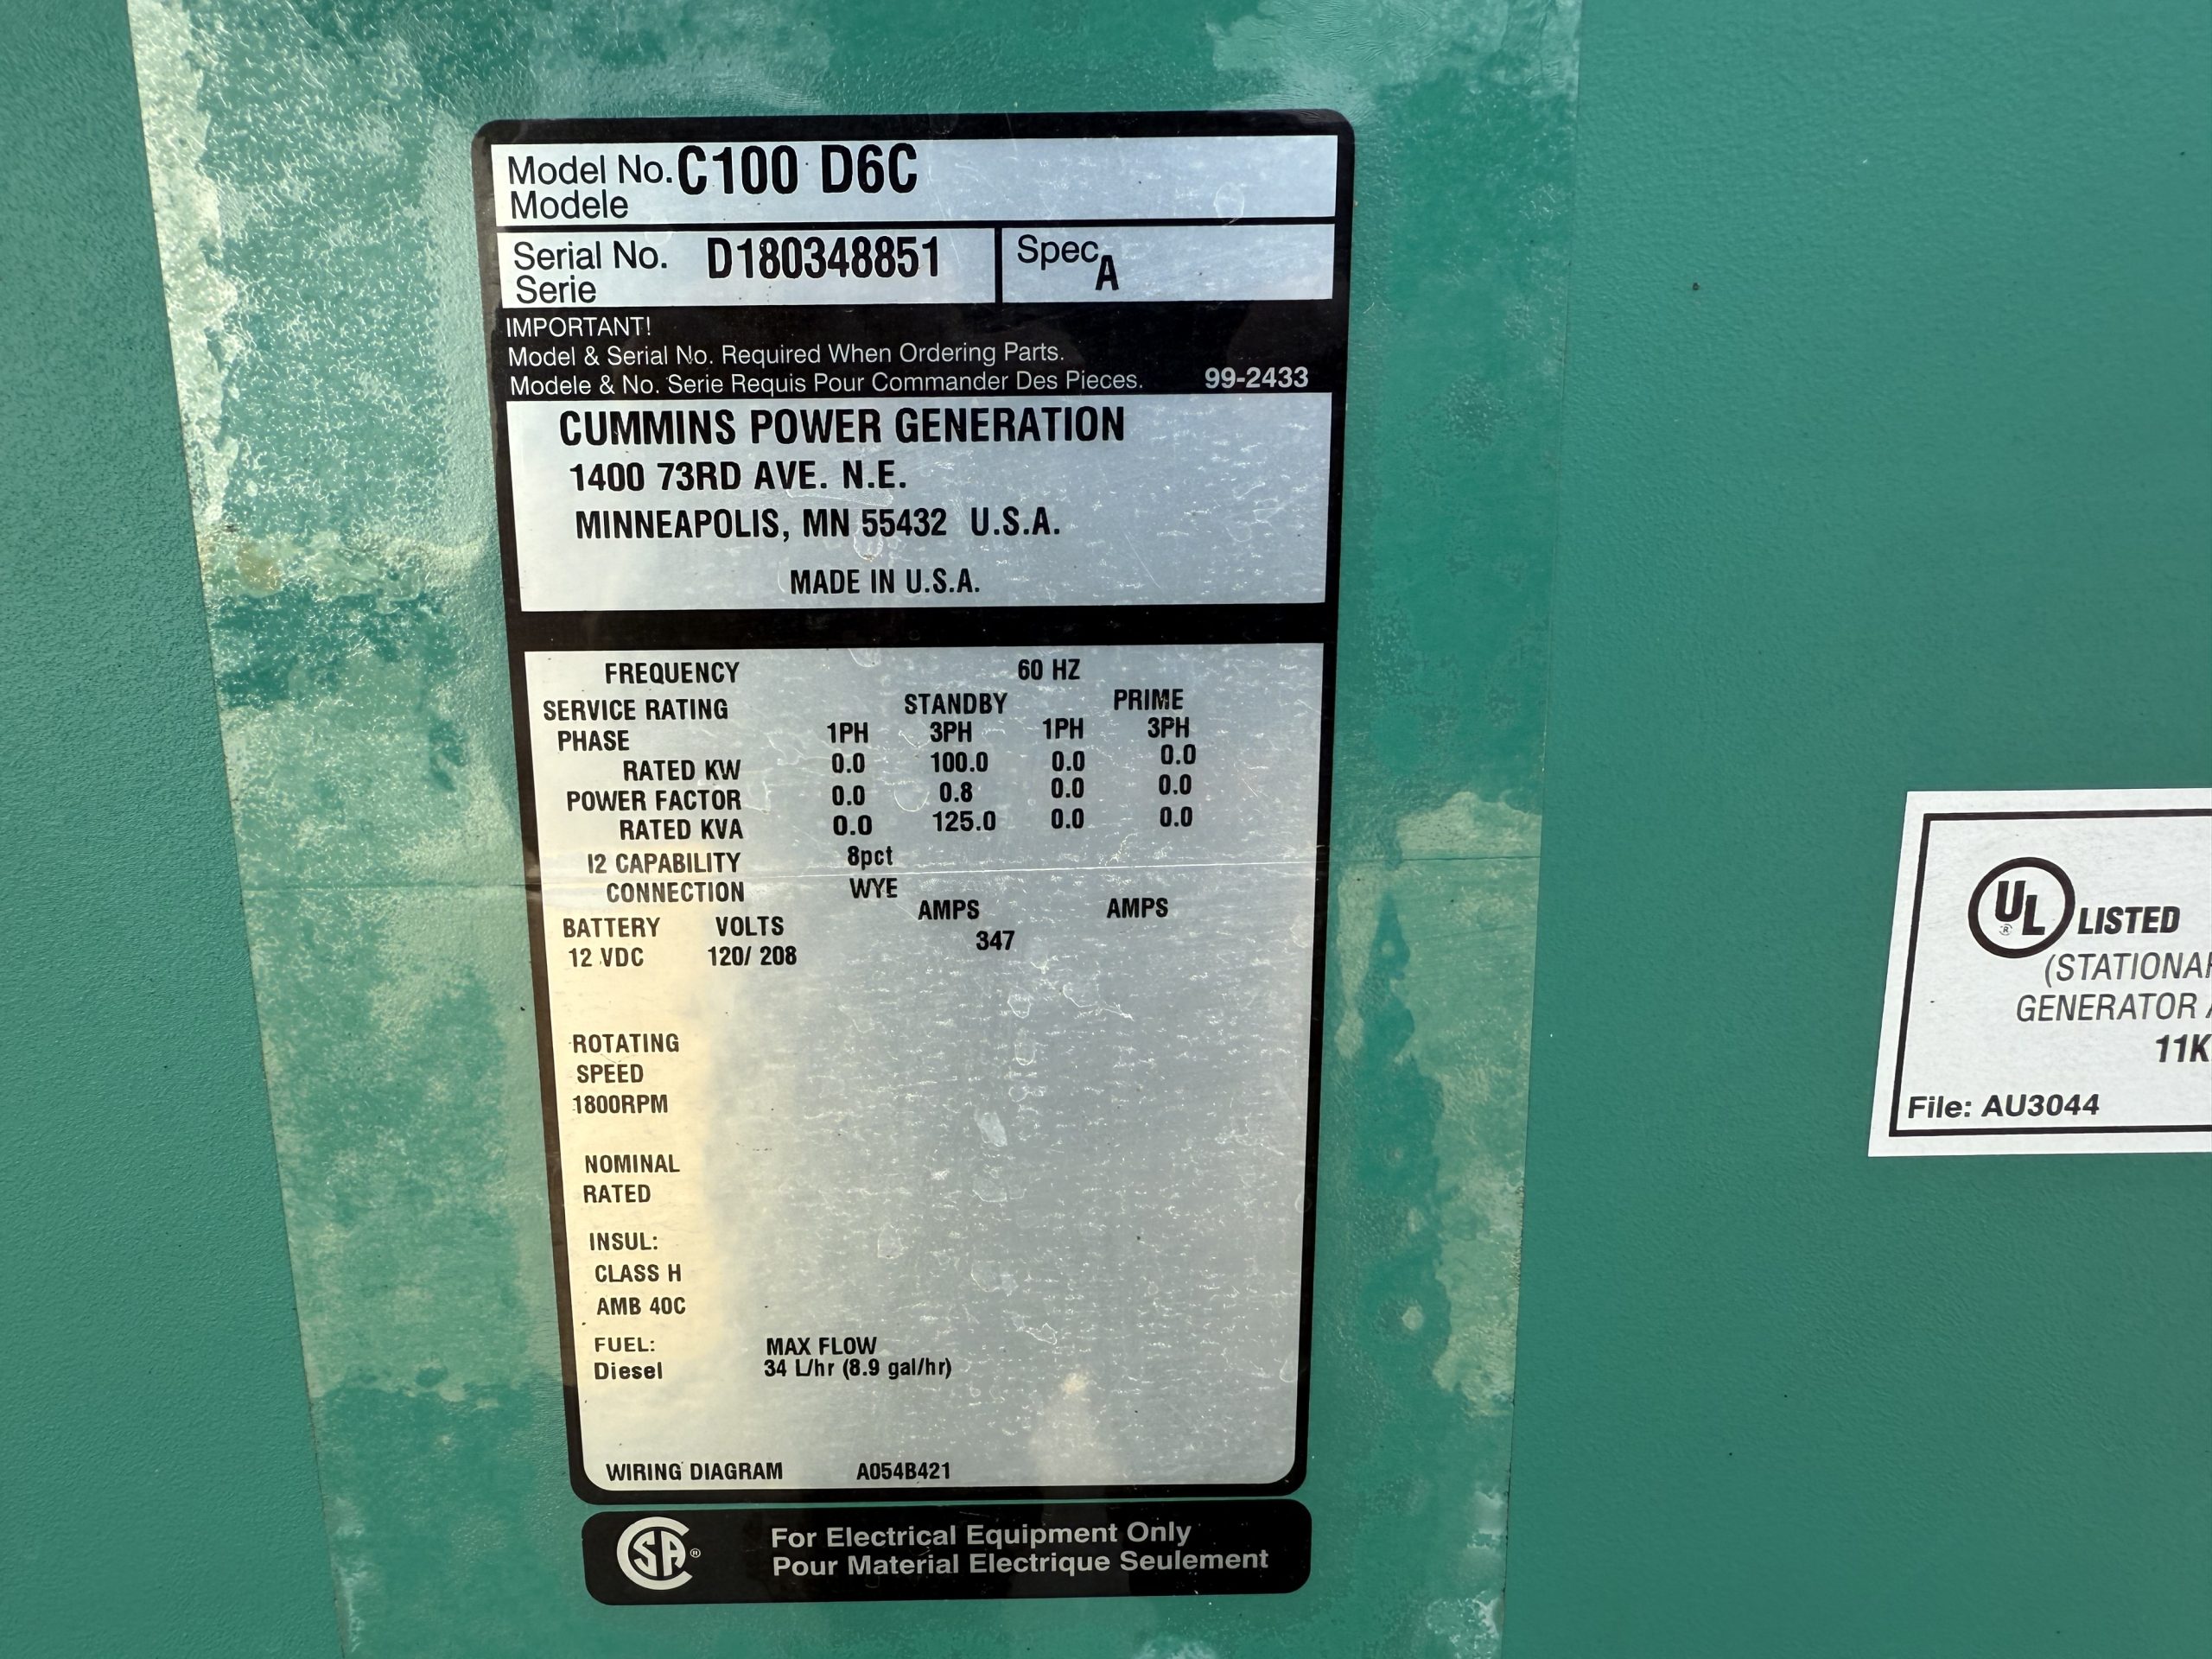 Model No. C100 D6C
Modele
Serial No. D180348851
Serie
Spec A
IMPORTANT!
Model & Serial No. Required When Ordering Parts.
Modele & No. Serie Requis Pour Commander Des Pieces. 99-2433
CUMMINS POWER GENERATION
1400 73RD AVE. N.E.
MINNEAPOLIS, MN 55432 U.S.A.
MADE IN U.S.A.
FREQUENCY 60 HZ
SERVICE RATING STANDBY PRIME
PHASE 1PH 3PH 1PH 3PH
RATED KW 0.0 100.0 0.0 0.0
POWER FACTOR 0.0 0.8 0.0 0.0
RATED KVA 0.0 125.0 0.0 0.0
I2 CAPABILITY 8pct
CONNECTION WYE
AMPS AMPS
BATTERY VOLTS
12 VDC 120/ 208 347
ROTATING
SPEED
1800RPM
NOMINAL
RATED
INSUL:
CLASS H
AMB 40C
FUEL: MAX FLOW
Diesel 34 L/hr (8.9 gal/hr)
WIRING DIAGRAM A054B421
CSA ® For Electrical Equipment Only
Pour Material Electrique Seulement
UL ® LISTED
(STATIONA
GENERATOR
11K
File: AU3044